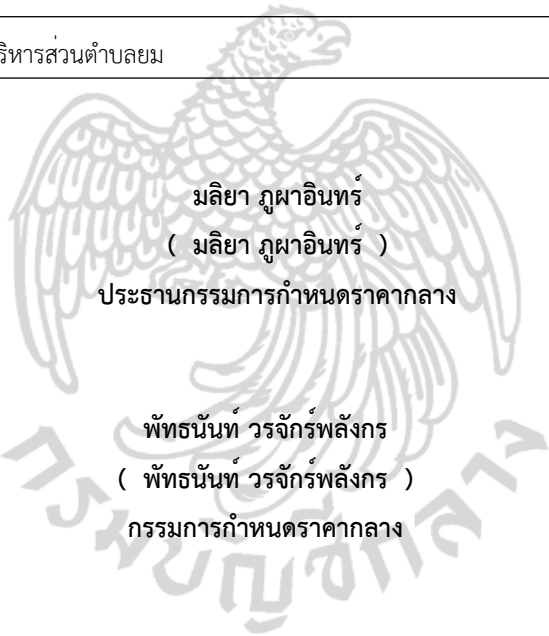 ริหารส่วนตำบลยม
มลิยา ภูผาอินทร์
( มลิยา ภูผาอินทร์ )
ประธานกรรมการกำหนดราคากลาง
พัทธนันท์ วรจักร์พลังกร
( พัทธนันท์ วรจักร์พลังกร )
กรรมการกำหนดราคากลาง
กรมบัญชีกลาง